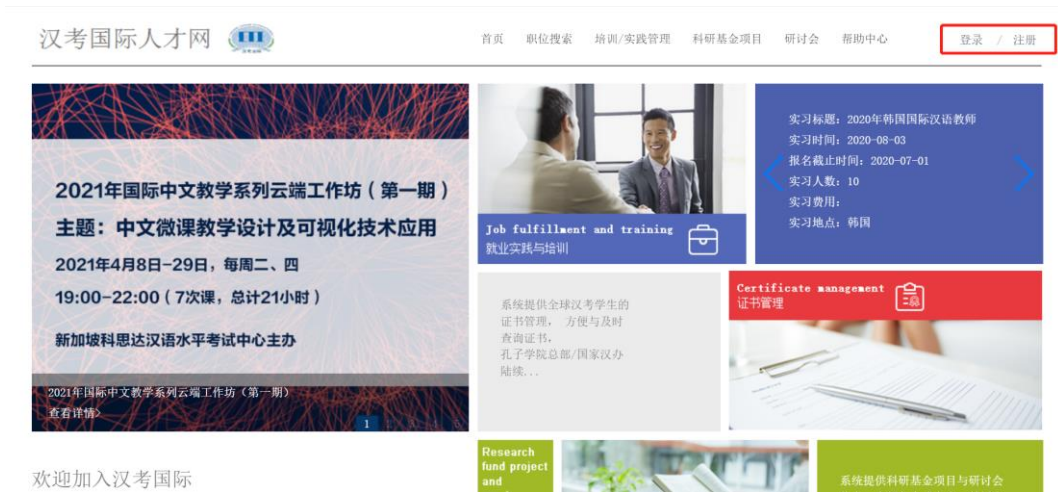 汉考国际人才网
首页 职位搜索 培训/实践管理 科研基金项目 研讨会 帮助中心 登录 / 注册
2021年国际中文教学系列云端工作坊(第一期)
主题:中文微课教学设计及可视化技术应用
2021年4月8日-29日,每周二、四
19:00-22:00(7次课,总计21小时)
新加坡科思达汉语水平考试中心主办
2021年国际中文教学系列云端工作坊(第一期)
查看详情>
1
Job fulfillment and training
就业实践与培训
实习标题:2020年韩国国际汉语教师
实习时间:2020-08-03
报名截止时间:2020-07-01
实习人数:10
实习费用:
实习地点:韩国
系统提供全球汉考学生的
证书管理, 方便与及时
查询证书,
孔子学院总部/国家汉办
陆续...
Certificate management
证书管理
欢迎加入汉考国际
Research
fund project
and
系统提供科研基金项目与研讨会